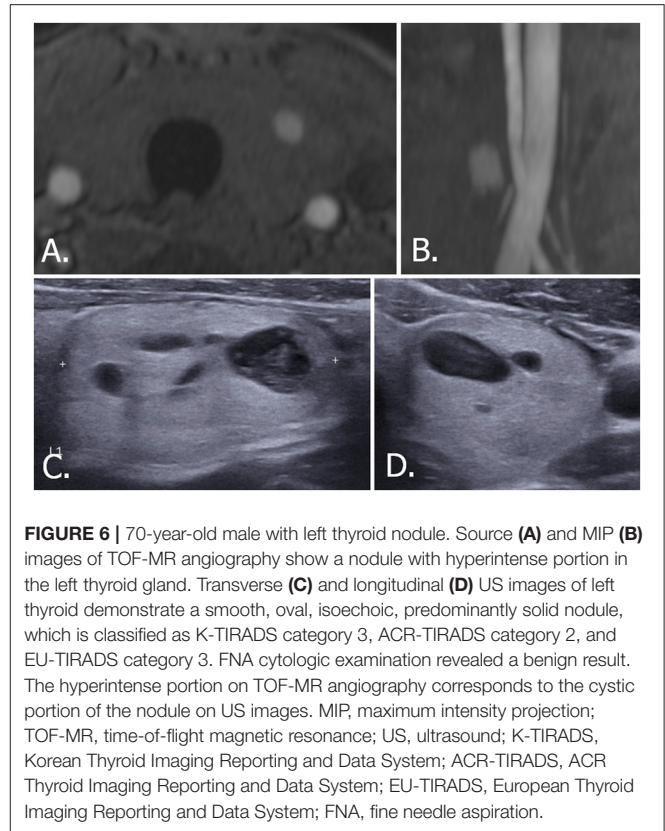 A.
B.
L1
C.
D.
FIGURE 6 | 70-year-old male with left thyroid nodule. Source (A) and MIP (B)
images of TOF-MR angiography show a nodule with hyperintense portion in
the left thyroid gland. Transverse (C) and longitudinal (D) US images of left
thyroid demonstrate a smooth, oval, isoechoic, predominantly solid nodule,
which is classified as K-TIRADS category 3, ACR-TIRADS category 2, and
EU-TIRADS category 3. FNA cytologic examination revealed a benign result.
The hyperintense portion on TOF-MR angiography corresponds to the cystic
portion of the nodule on US images. MIP, maximum intensity projection;
TOF-MR, time-of-flight magnetic resonance; US, ultrasound; K-TIRADS,
Korean Thyroid Imaging Reporting and Data System; ACR-TIRADS, ACR
Thyroid Imaging Reporting and Data System; EU-TIRADS, European Thyroid
Imaging Reporting and Data System; FNA, fine needle aspiration.